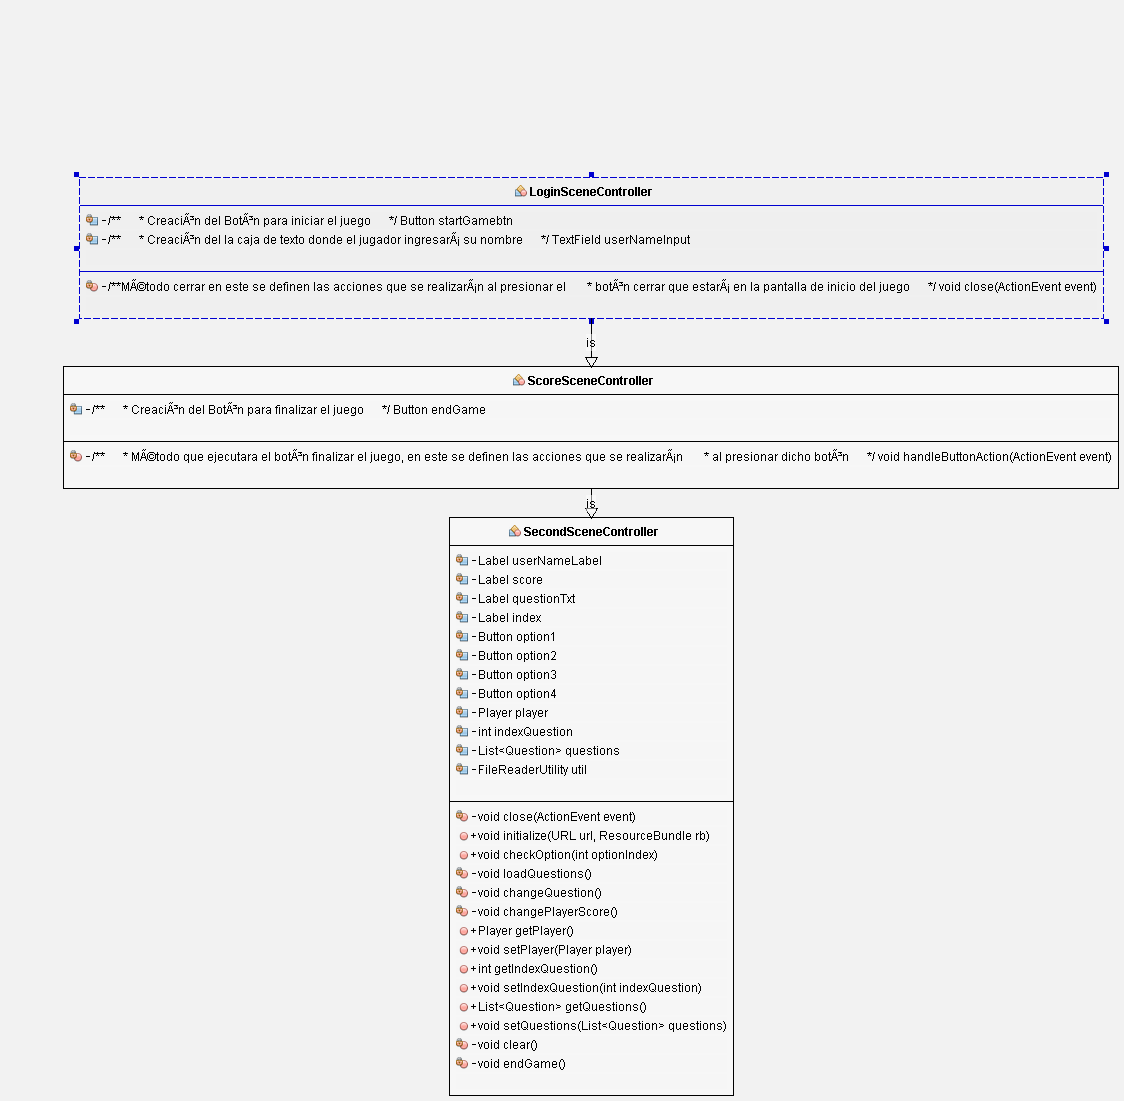 LoginSceneController
-/**      * CreaciÃ³n del BotÃ³n para iniciar el juego      */ Button startGamebtn
-/**      * CreaciÃ³n del la caja de texto donde el jugador ingresarÃ¡ su nombre      */ TextField userNameInput
-/**MÃ©todo cerrar en este se definen las acciones que se realizarÃ¡n al presionar el      * botÃ³n cerrar que estarÃ¡ en la pantalla de inicio del juego      */ void close(ActionEvent event)
is
ScoreSceneController
-/**      * CreaciÃ³n del BotÃ³n para finalizar el juego      */ Button endGame
-/**      * MÃ©todo que ejecutara el botÃ³n finalizar el juego, en este se definen las acciones que se realizarÃ¡n      * al presionar dicho botÃ³n      */ void handleButtonAction(ActionEvent event)
is
SecondSceneController
-Label userNameLabel
-Label score
-Label questionTxt
-Label index
-Button option1
-Button option2
-Button option3
-Button option4
-Player player
-int indexQuestion
-List<Question> questions
-FileReaderUtility util
-void close(ActionEvent event)
+void initialize(URL url, ResourceBundle rb)
+void checkOption(int optionIndex)
-void loadQuestions()
-void changeQuestion()
-void changePlayerScore()
+Player getPlayer()
+void setPlayer(Player player)
+int getIndexQuestion()
+void setIndexQuestion(int indexQuestion)
+List<Question> getQuestions()
+void setQuestions(List<Question> questions)
-void clear()
-void endGame()